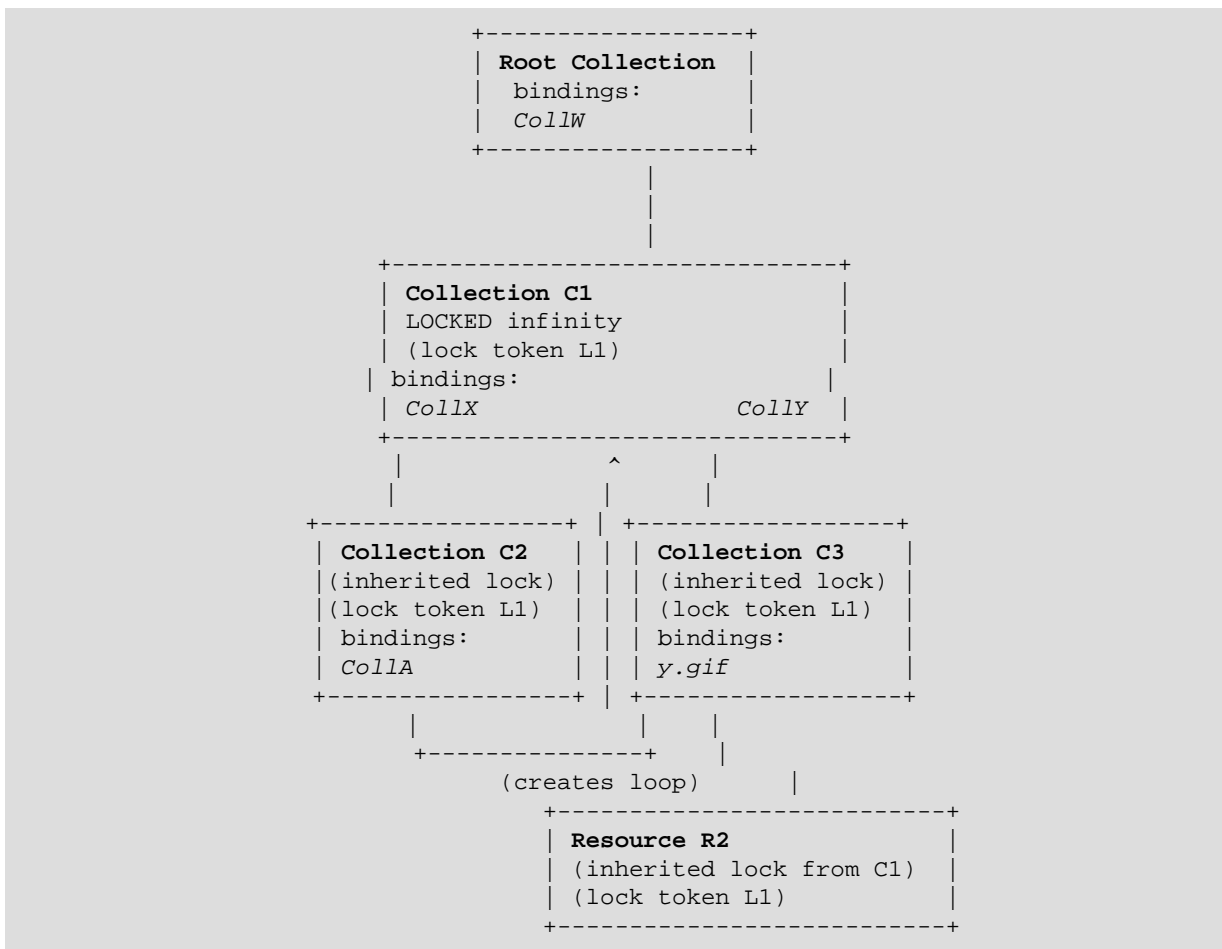 Root Collection
bindings:
CollW
Collection C1
LOCKED infinity
(lock token L1)
bindings:
CollX CollY
Collection C2 Collection C3
(inherited lock) (inherited lock)
(lock token L1) (lock token L1)
bindings: bindings:
CollA y.gif
(creates loop)
Resource R2
(inherited lock from C1)
(lock token L1)